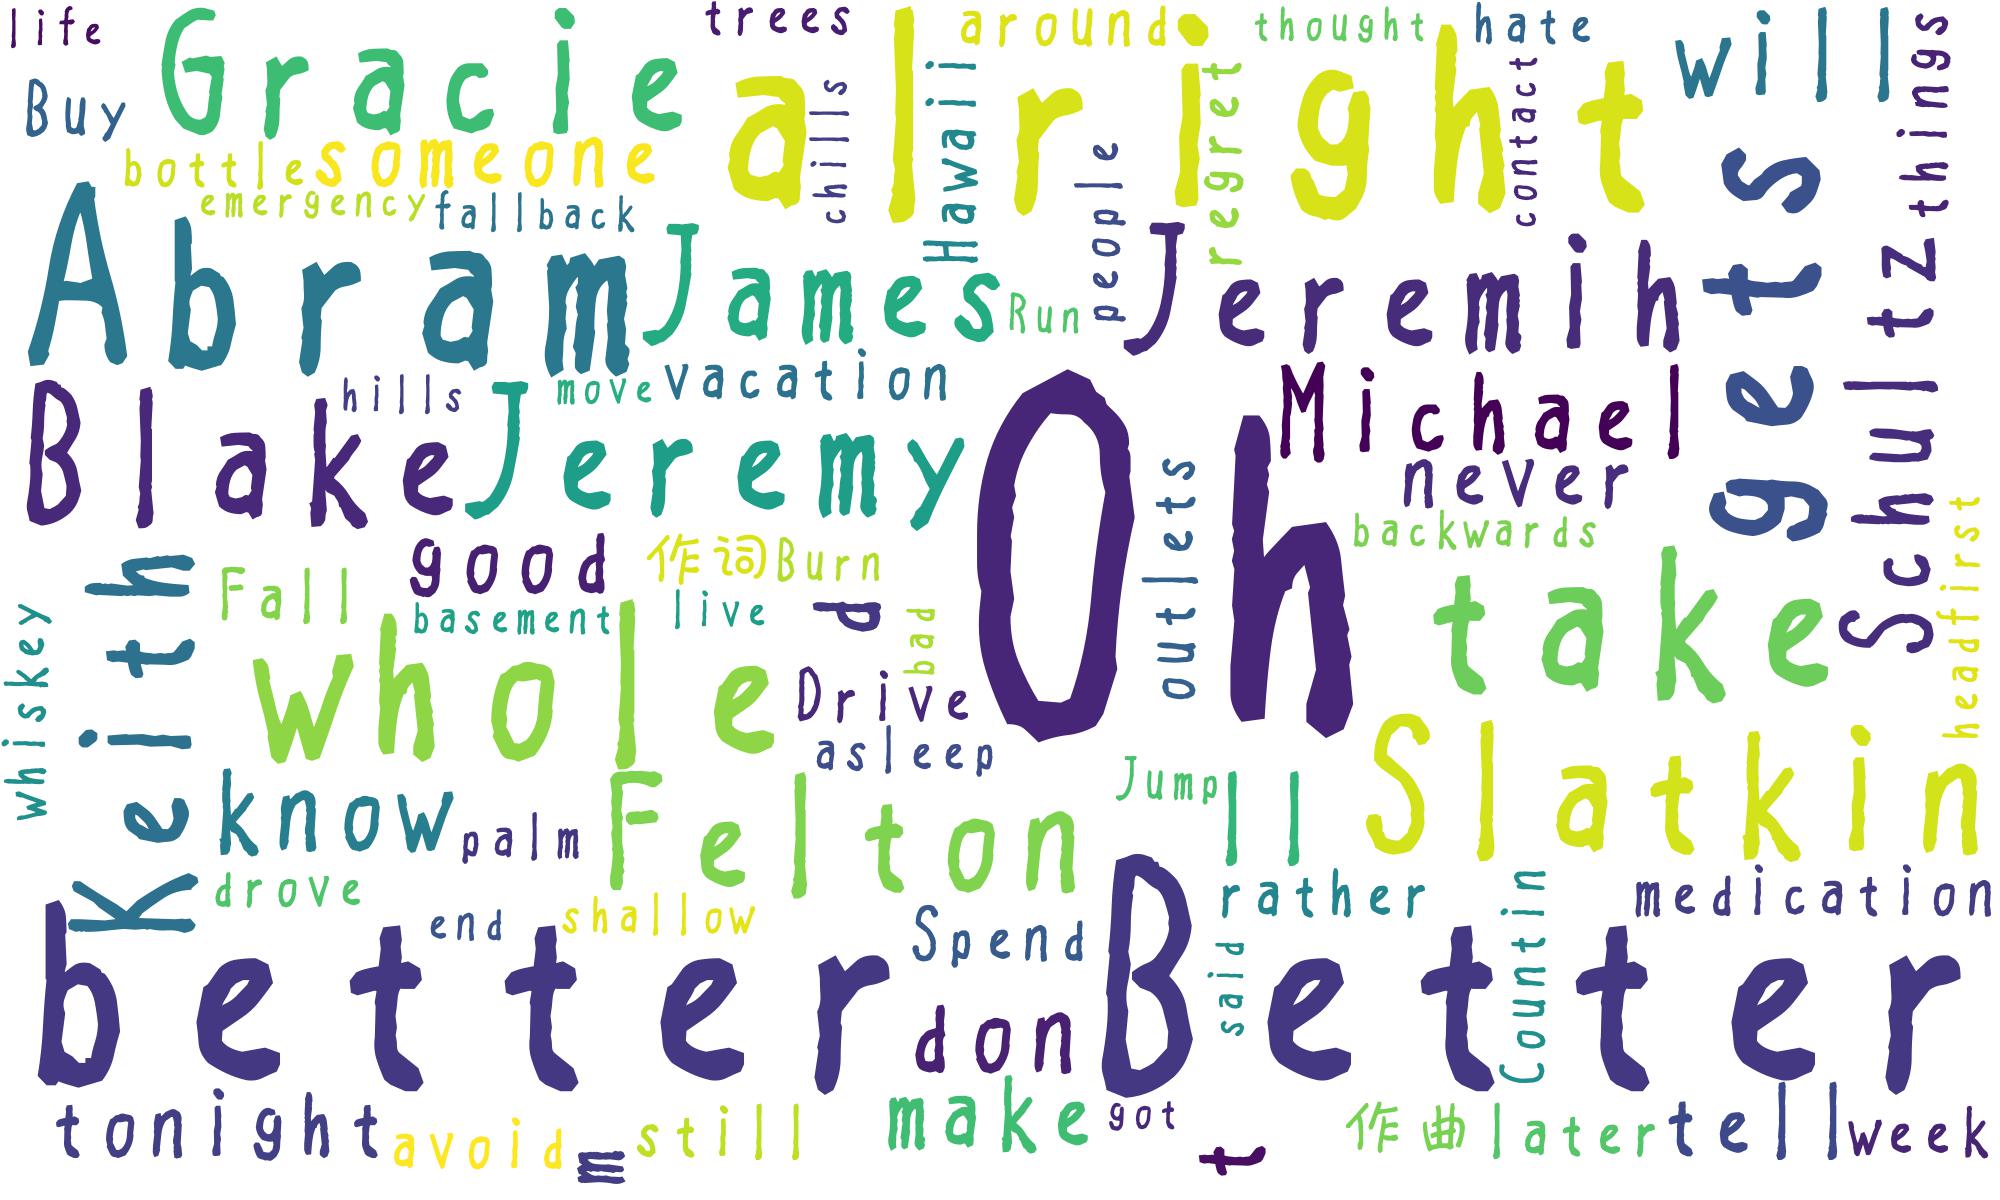 life
Gracie
trees
alright
around
thought
hate
will
things
Buy
bottle
someone
chills
Hawaii
people
regret
contact
gets
emergency
fallback
Abram
James
Run
Jeremih
Schultz
Blake
hills
Jeremy
move
vacation
Oh
outlets
Michael
never
backwards
Keith
good
作词
Burn
Fall
basement
live
d
bad
take
headfirst
whiskey
whole
Drive
asleep
Slatkin
know
palm
Felton
Jump
ll
drove
end
shallow
Spend
rather
medication
better
don
Better
said
Countin
tonight
avoid
m
still
make
got
t
作曲
later
tell
week